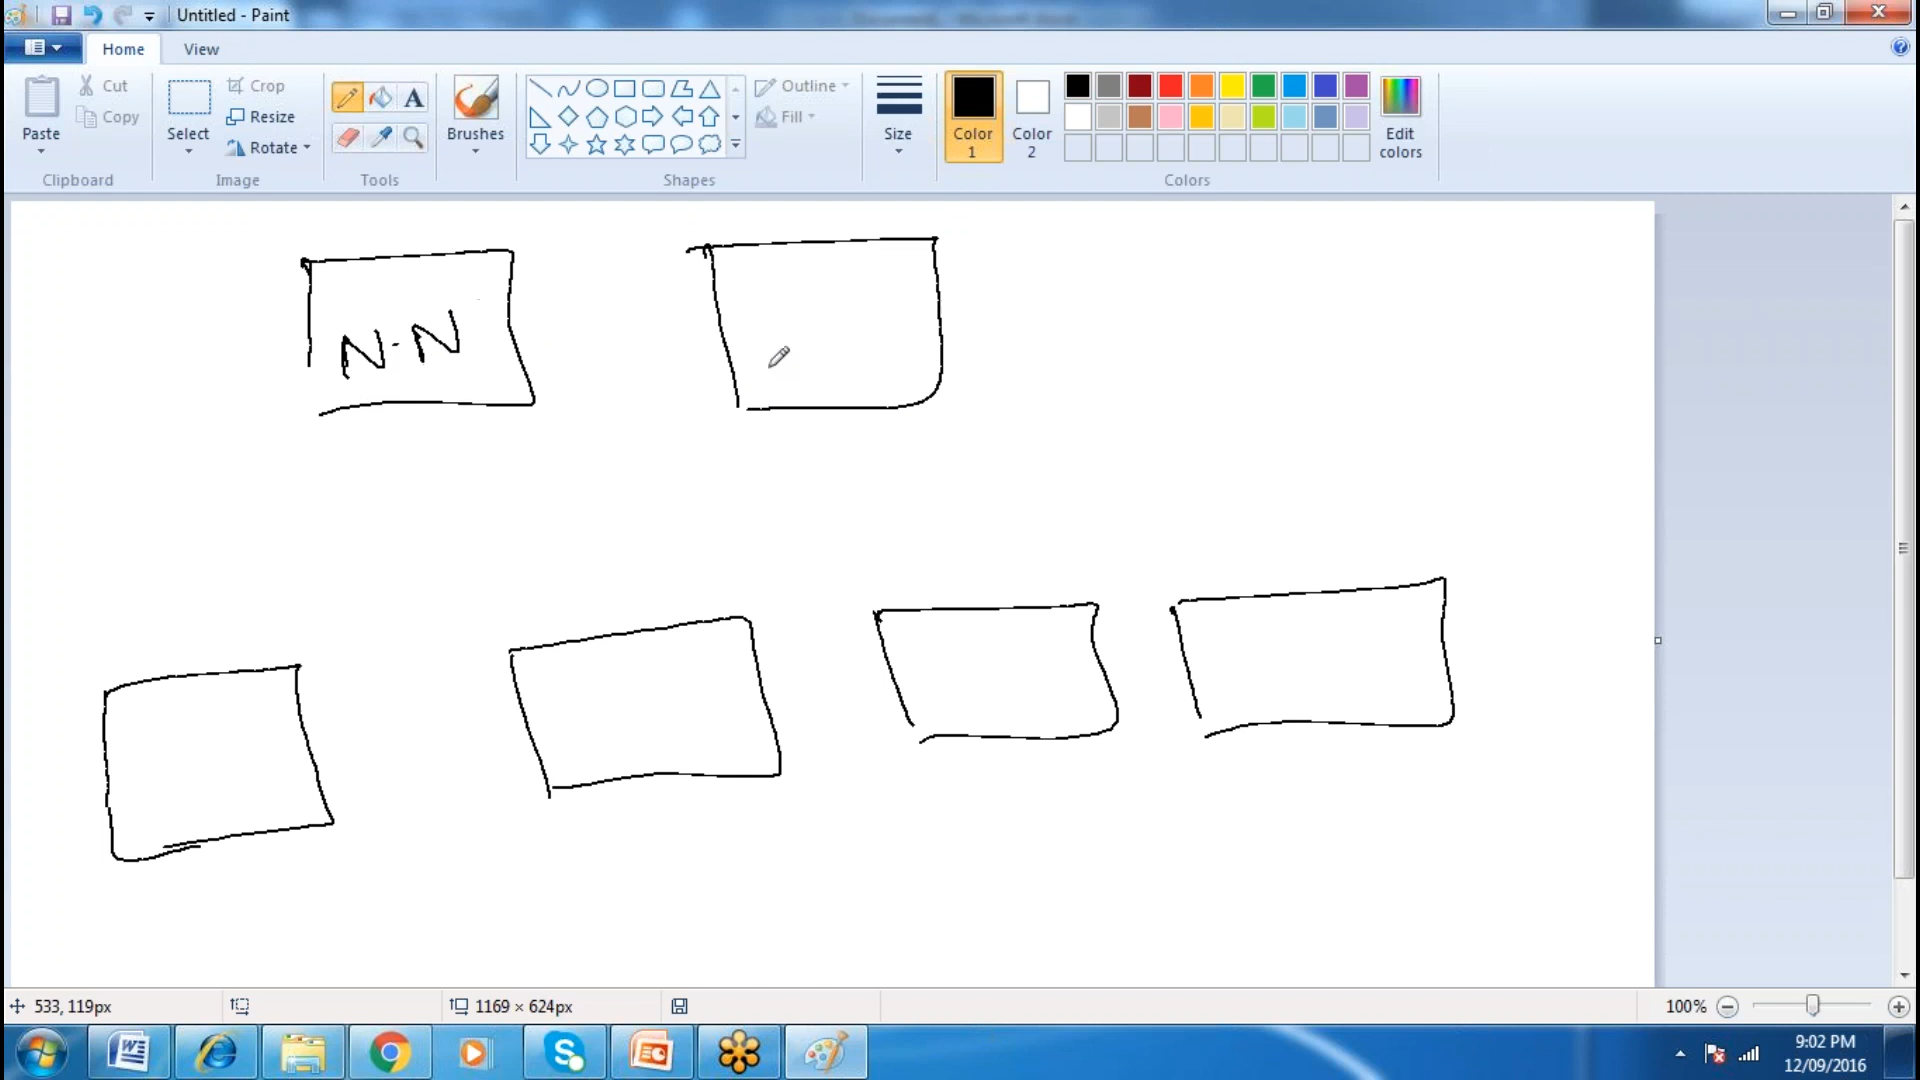 Untitled - Paint
Home View
Paste
Cut
Copy
Clipboard
Select
Crop
Resize
Rotate
Image
A
Tools
Brushes
Shapes
Outline
Fill
Size
Color 1
Color 2
Edit colors
Colors
N-N
533, 119px
1169 × 624px
100%
9:02 PM
12/09/2016